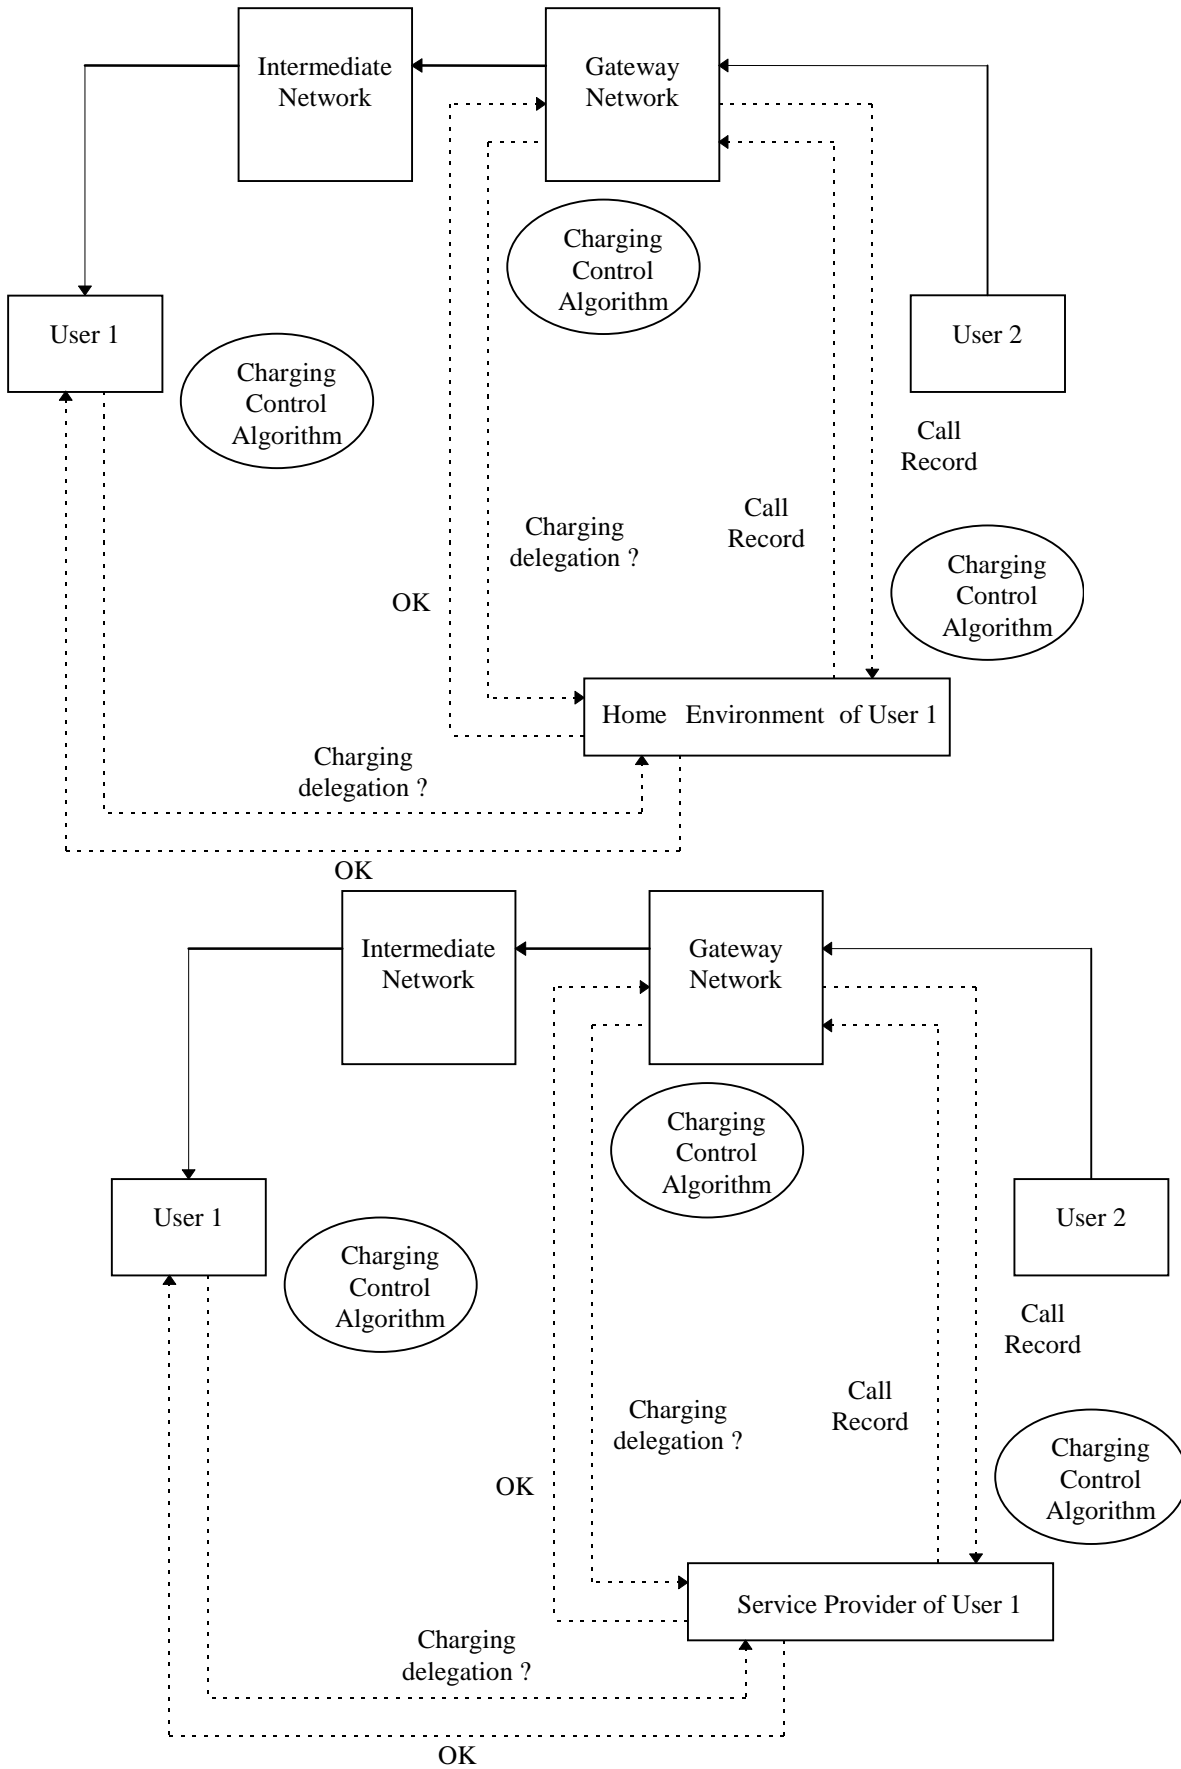 Intermediate
Network
Gateway
Network
Charging
Control
Algorithm
User 1
User 2
Charging
Control
Algorithm
Call
Record
Call
Record
Charging
delegation ?
Charging
Control
Algorithm
OK
Home Environment of User 1
Charging
delegation ?
OK
Intermediate
Network
Gateway
Network
Charging
Control
Algorithm
User 1
User 2
Charging
Control
Algorithm
Call
Record
Call
Record
Charging
delegation ?
Charging
Control
Algorithm
OK
Service Provider of User 1
Charging
delegation ?
OK